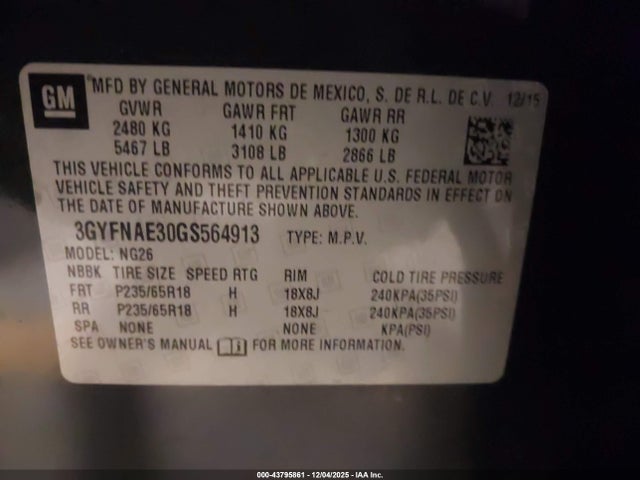 GM
®MFD BY GENERAL MOTORS DE MEXICO, S. DE R.L. DE C.V. 12/15
GVWR GAWR FRT GAWR RR
2480 KG 1410 KG 1300 KG
5467 LB 3108 LB 2866 LB
THIS VEHICLE CONFORMS TO ALL APPLICABLE U.S. FEDERAL MOTOR
VEHICLE SAFETY AND THEFT PREVENTION STANDARDS IN EFFECT ON
THE DATE OF MANUFACTURE SHOWN ABOVE.
3GYFNAE30GS564913 TYPE: M.P.V.
MODEL: NG26
NBBK TIRE SIZE SPEED RTG RIM COLD TIRE PRESSURE
FRT P235/65R18 H 18X8J 240KPA(35PSI)
RR P235/65R18 H 18X8J 240KPA(35PSI)
SPA NONE NONE KPA(PSI)
SEE OWNER'S MANUAL FOR MORE INFORMATION.
000-43795861 - 12/04/2025 - IAA Inc.